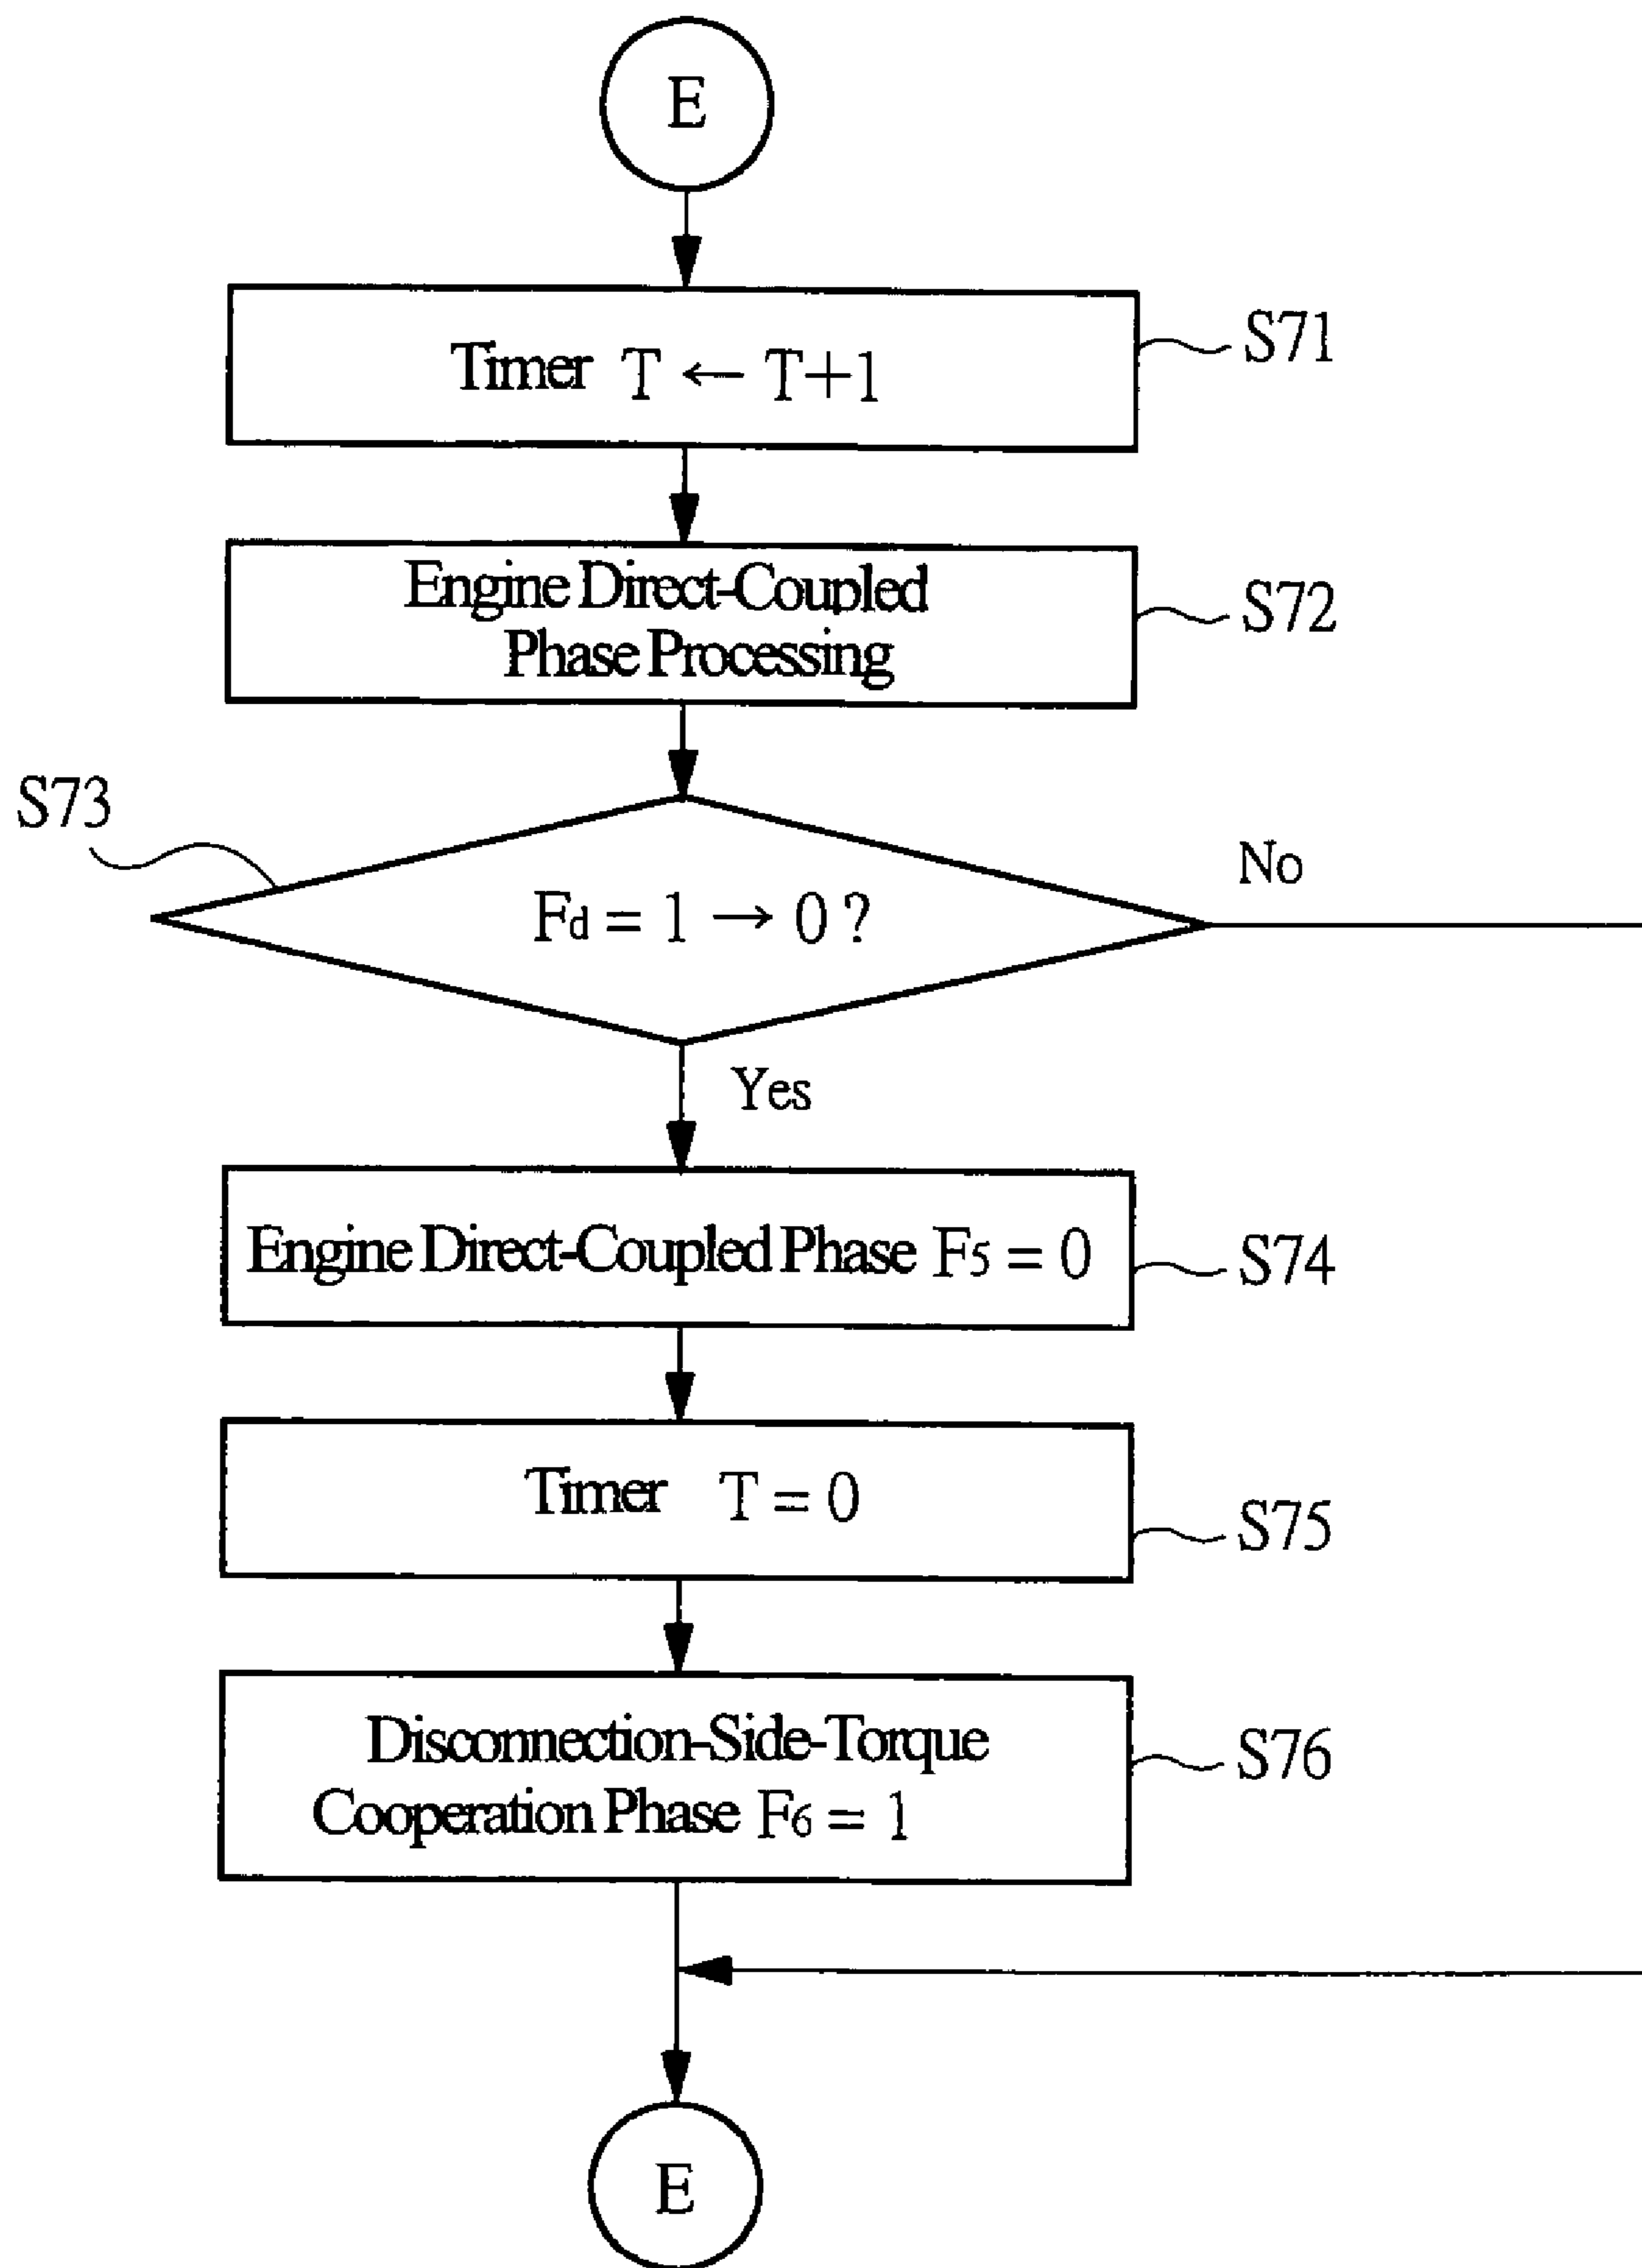 E
Timer T ← T+1
S71
Engine Direct-Coupled
Phase Processing
S72
S73
Fd = 1 → 0 ?
No
Yes
Engine Direct-Coupled Phase F5 = 0
S74
Timer T = 0
S75
Disconnection-Side-Torque
Cooperation Phase F6 = 1
S76
E